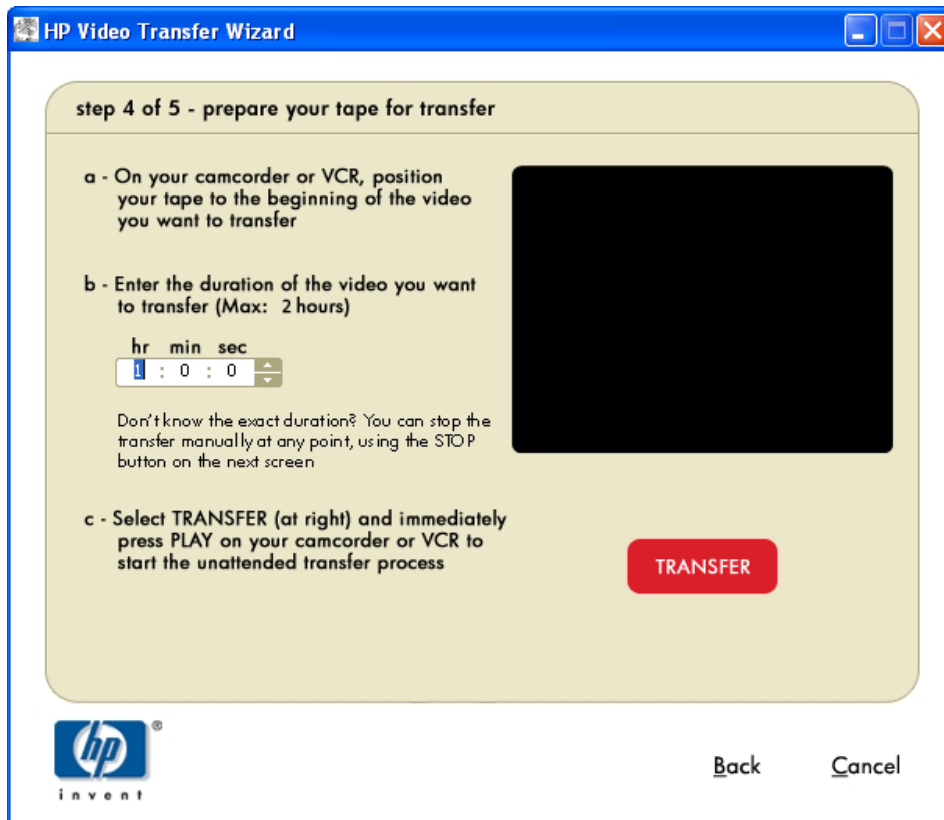 HP Video Transfer Wizard
step 4 of 5 - prepare your tape for transfer
a - On your camcorder or VCR, position
your tape to the beginning of the video
you want to transfer
b - Enter the duration of the video you want
to transfer (Max: 2 hours)
hr min sec
1 : 0 : 0
Don't know the exact duration? You can stop the
transfer manually at any point, using the STOP
button on the next screen
c - Select TRANSFER (at right) and immediately
press PLAY on your camcorder or VCR to
start the unattended transfer process
TRANSFER
hp ®
invent
Back
Cancel